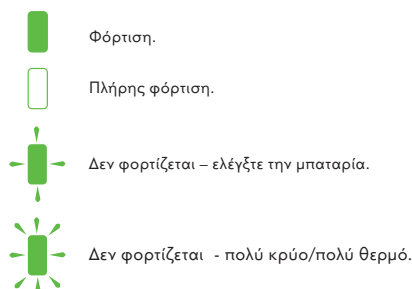 Φόρτιση.
Πλήρης φόρτιση.
Δεν φορτίζεται – ελέγξτε την μπαταρία.
Δεν φορτίζεται - πολύ κρύο/πολύ θερμό.